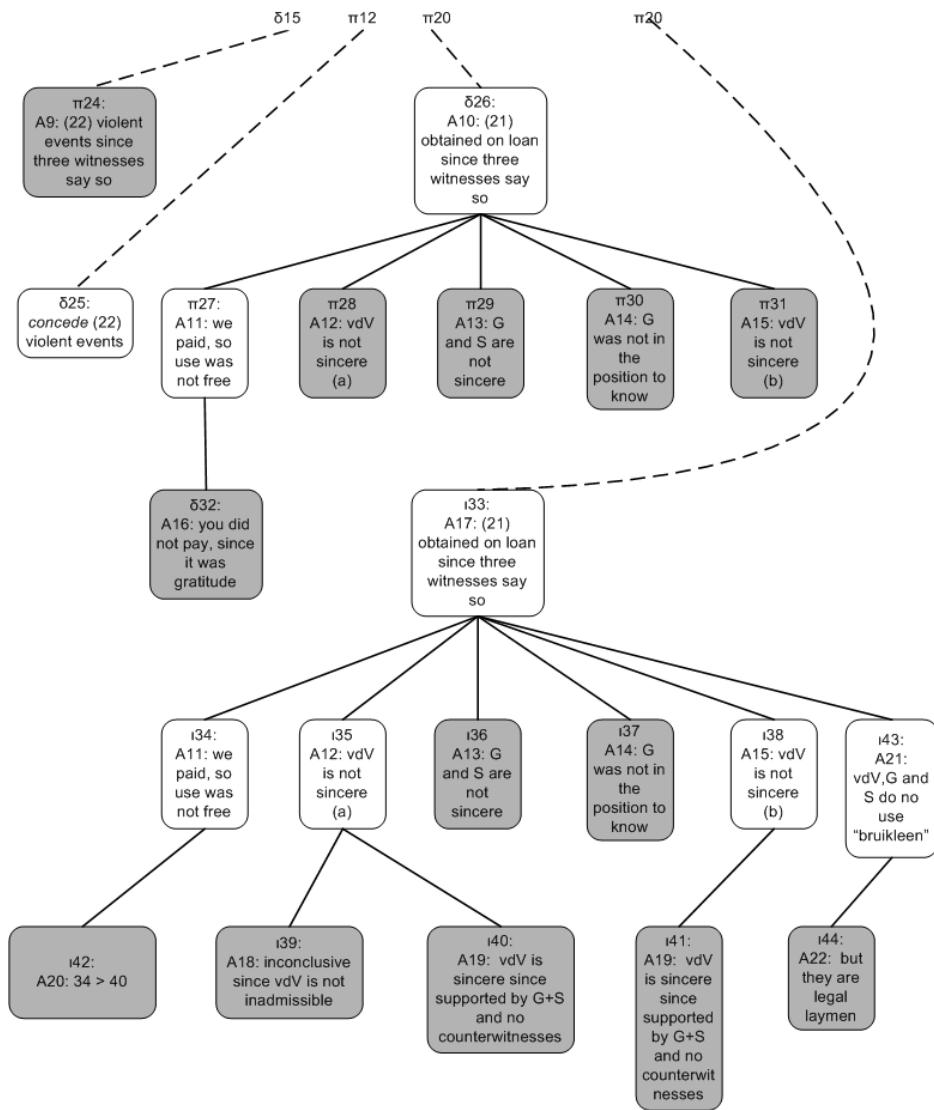 δ15 π12 π20 π20
π24:
A9: (22) violent
events since
three witnesses
say so
δ26:
A10: (21)
obtained on loan
since three
witnesses say
so
δ25:
concede (22)
violent events
π27:
A11: we
paid, so
use was
not free
π28
A12: vdV
is not
sincere
(a)
π29
A13: G
and S are
not
sincere
π30
A14: G
was not in
the
position to
know
π31
A15: vdV
is not
sincere
(b)
δ32:
A16: you did
not pay, since
it was
gratitude
ι33:
A17: (21)
obtained on loan
since three
witnesses say
so
ι34:
A11: we
paid, so
use was
not free
ι35
A12: vdV
is not
sincere
(a)
ι36
A13: G
and S are
not
sincere
ι37
A14: G
was not in
the
position to
know
ι38
A15: vdV
is not
sincere
(b)
ι43:
A21:
vdV,G and
S do no
use
“bruikleen”
ι42:
A20: 34 > 40
ι39:
A18: inconclusive
since vdV is not
inadmissible
ι40:
A19: vdV is
sincere since
supported by G+S
and no
counterwitnesses
ι41:
A19: vdV
is sincere
since
supported
by G+S
and no
counterwit
nesses
ι44:
A22: but
they are
legal
laymen